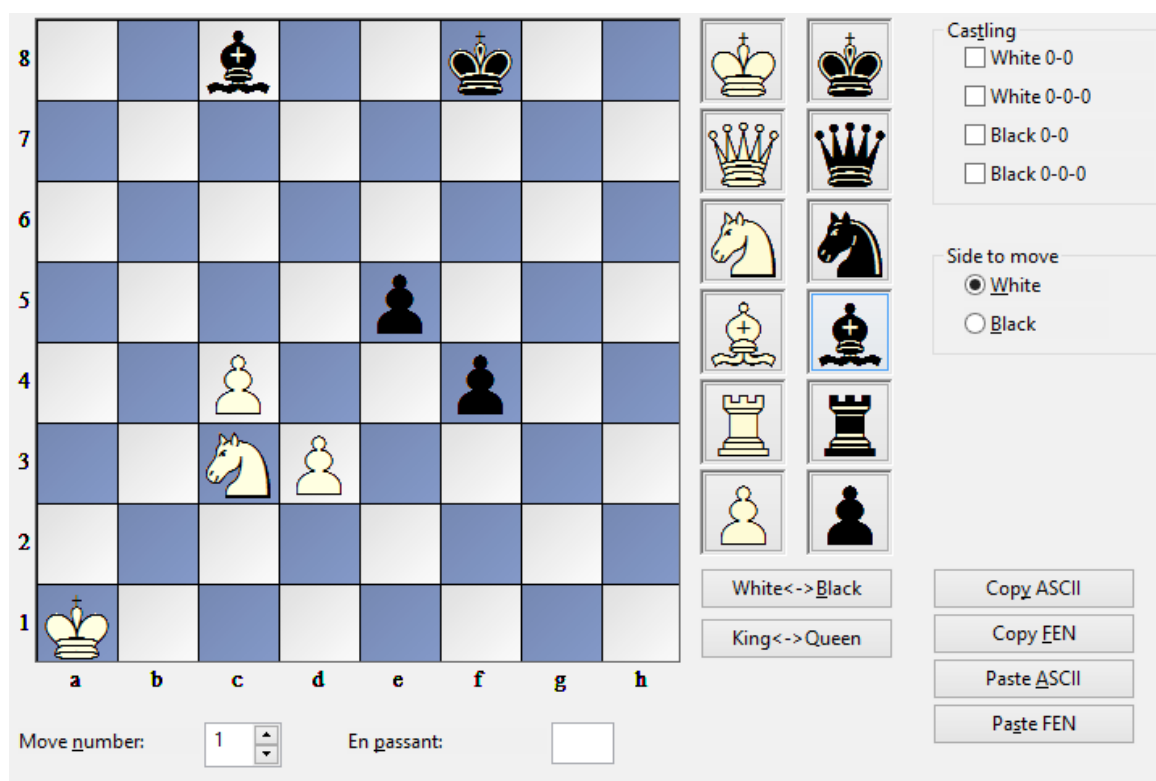 8
7
6
5
4
3
2
1
a b c d e f g h
Move number: 1 En passant:
White<->Black
King<->Queen
Castling
White 0-0
White 0-0-0
Black 0-0
Black 0-0-0
Side to move
White
Black
Copy ASCII
Copy FEN
Paste ASCII
Paste FEN